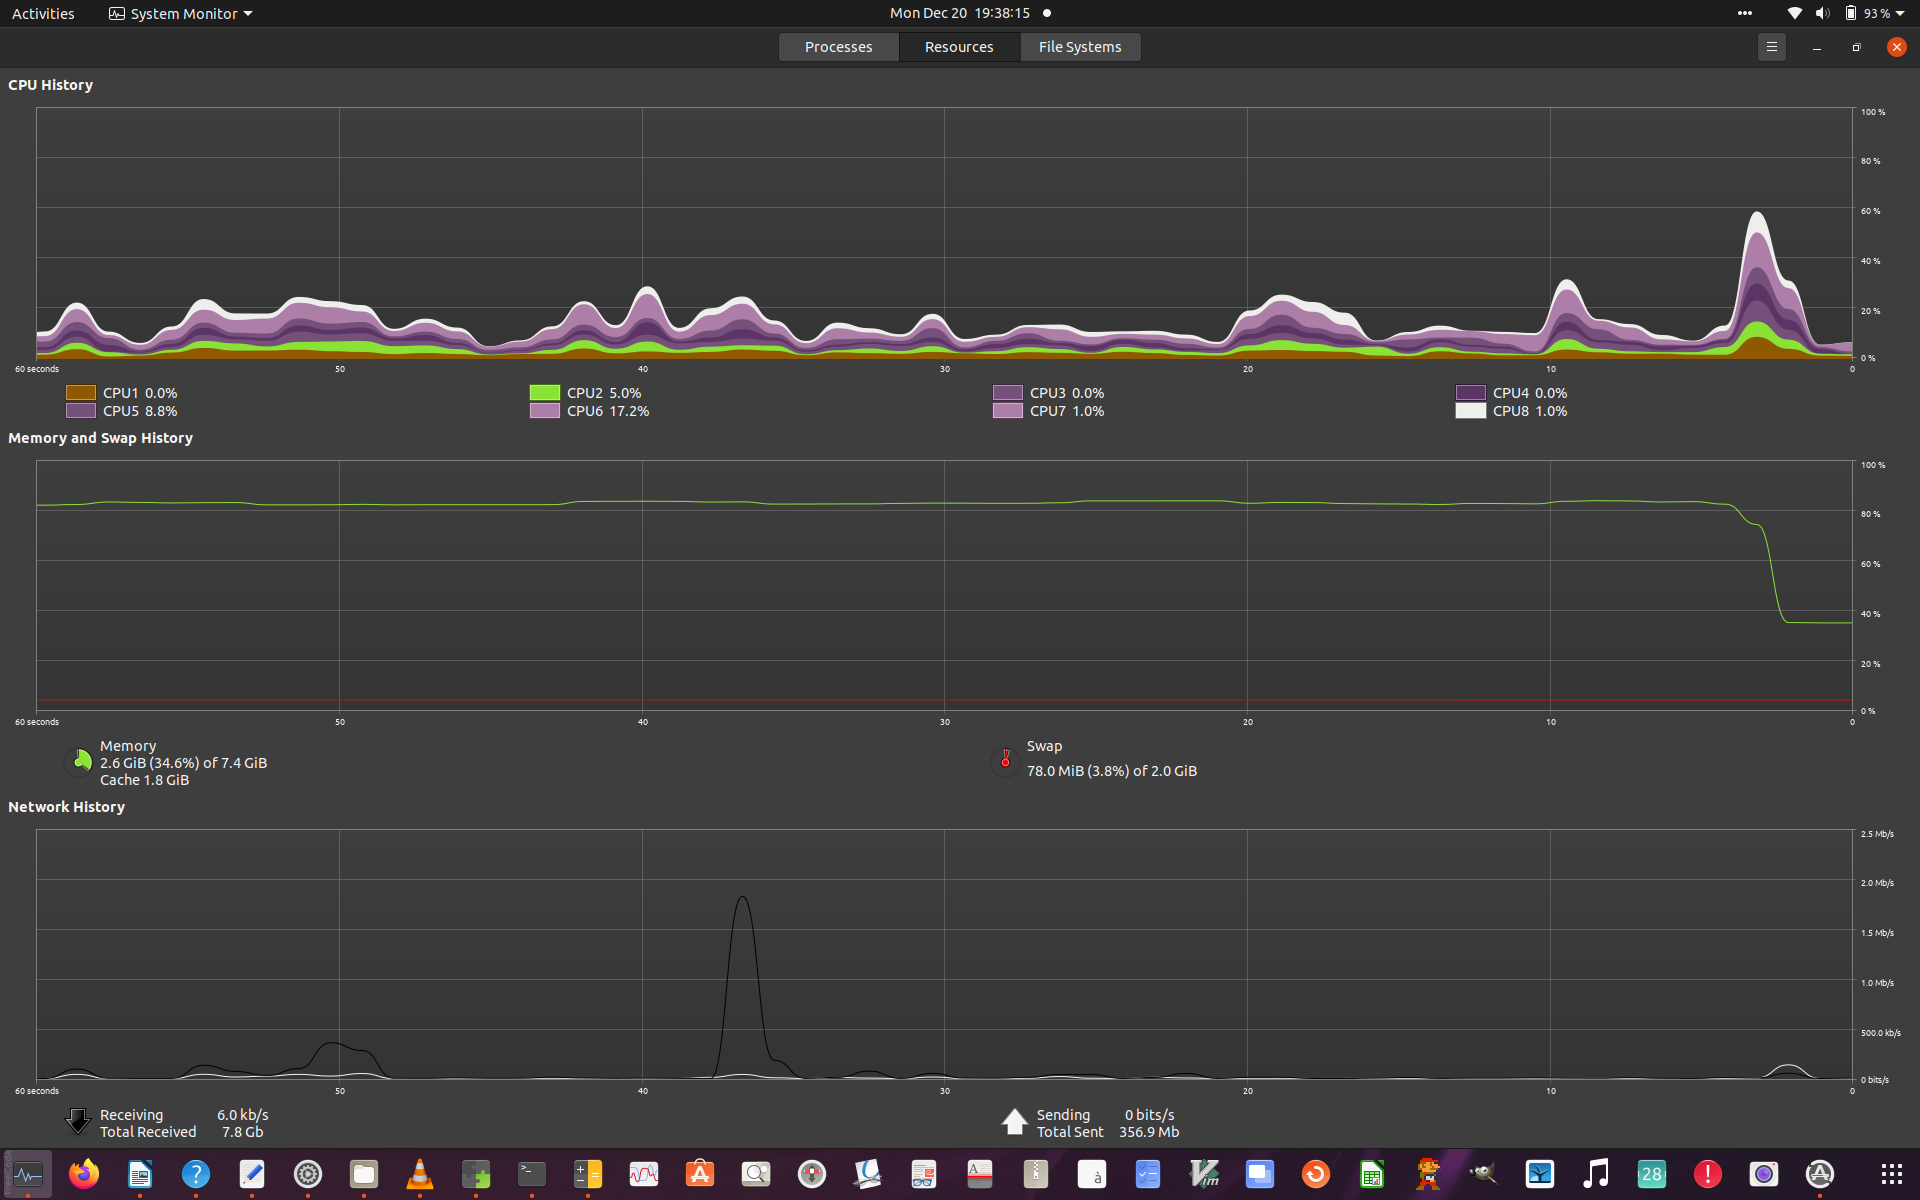 Activities System Monitor Mon Dec 20 19:38:15 93 %
Processes Resources File Systems
CPU History
100 %
80 %
60 %
40 %
20 %
0 %
60 seconds 50 40 30 20 10 0
CPU1 0.0% CPU2 5.0% CPU3 0.0% CPU4 0.0%
CPU5 8.8% CPU6 17.2% CPU7 1.0% CPU8 1.0%
Memory and Swap History
100 %
80 %
60 %
40 %
20 %
0 %
60 seconds 50 40 30 20 10 0
Memory
2.6 GiB (34.6%) of 7.4 GiB
Cache 1.8 GiB
Swap
78.0 MiB (3.8%) of 2.0 GiB
Network History
2.5 Mb/s
2.0 Mb/s
1.5 Mb/s
1.0 Mb/s
500.0 kb/s
0 bits/s
60 seconds 50 40 30 20 10 0
Receiving 6.0 kb/s
Total Received 7.8 Gb
Sending 0 bits/s
Total Sent 356.9 Mb
? >_ A à Vim 28 !